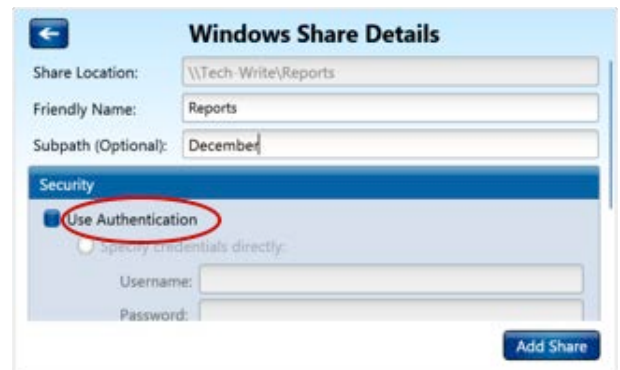 Windows Share Details
Share Location: \\Tech-Write\Reports
Friendly Name: Reports
Subpath (Optional): December
Security
Use Authentication
Specify credentials directly:
Username:
Password:
Add Share